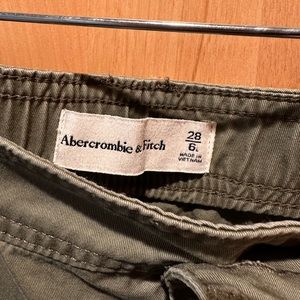 Abercrombie & Fitch
28
6L
MADE IN
VIETNAM